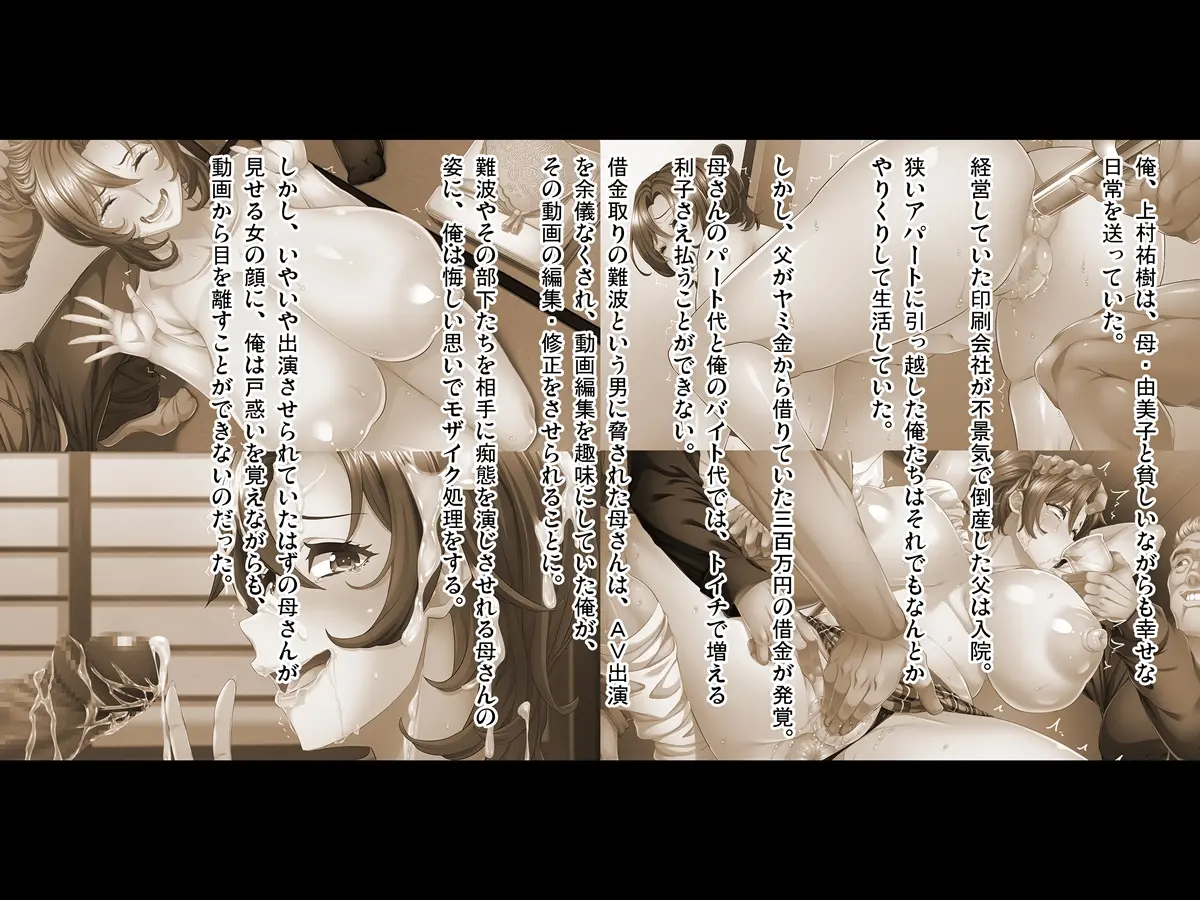 俺、上村祐樹は、母・由美子と貧しいながらも幸せな
日常を送っていた。
経営していた印刷会社が不景気で倒産した父は入院。
狭いアパートに引っ越した俺たちはそれでもなんとか
やりくりして生活していた。
しかし、父がヤミ金から借りていた三百万円の借金が発覚。
母さんのパート代と俺のバイト代では、トイチで増える
利子さえ払うことができない。
借金取りの難波という男に脅された母さんは、ＡＶ出演
を余儀なくされ、動画編集を趣味にしていた俺が、
その動画の編集・修正をさせられることに。
難波やその部下たちを相手に痴態を演じさせれる母さんの
姿に、俺は悔しい思いでモザイク処理をする。
しかし、いやいや出演させられていたはずの母さんが
見せる女の顔に、俺は戸惑いを覚えながらも、
動画から目を離すことができないのだった。